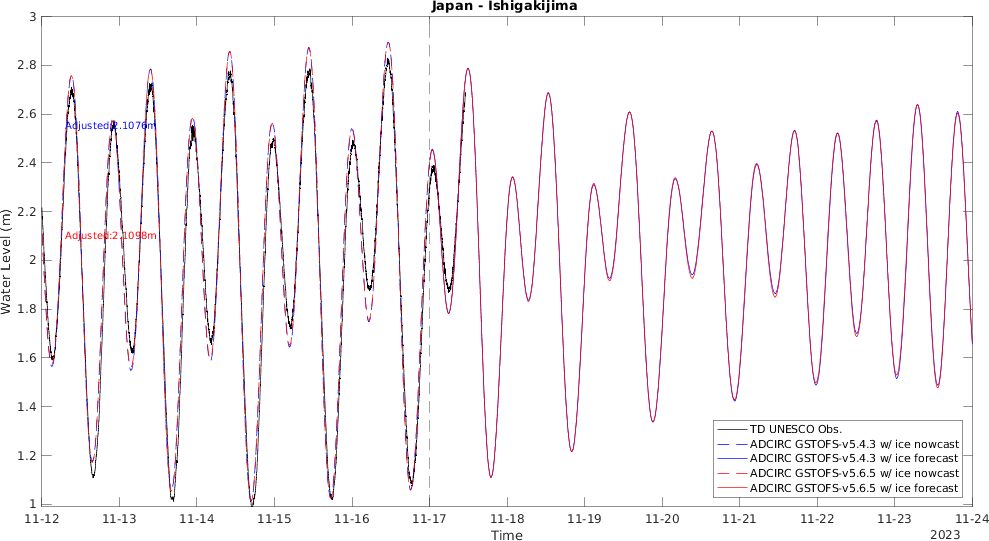 Japan - Ishigakijima
3
2.8
2.6
2.4
2.2
2
1.8
1.6
1.4
1.2
1
Water Level (m)
Adjusted:2.1076m
Adjusted:2.1098m
TD UNESCO Obs.
ADCIRC GSTOFS-v5.4.3 w/ ice nowcast
ADCIRC GSTOFS-v5.4.3 w/ ice forecast
ADCIRC GSTOFS-v5.6.5 w/ ice nowcast
ADCIRC GSTOFS-v5.6.5 w/ ice forecast
11-12 11-13 11-14 11-15 11-16 11-17 11-18 11-19 11-20 11-21 11-22 11-23 11-24
Time
2023